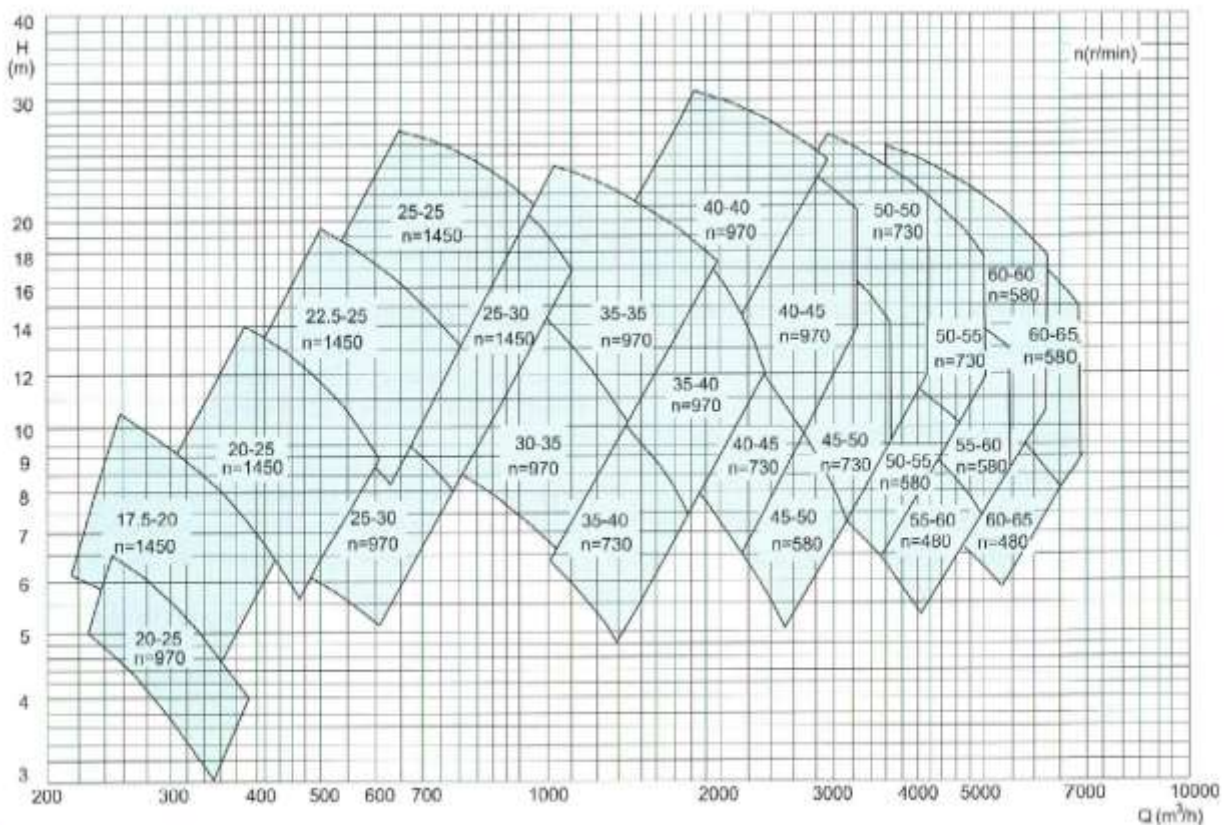 40
H
(m)
n(r/min)
30
25-25
n=1450
40-40
n=970
50-50
n=730
20
18
60-60
n=580
16
22.5-25
n=1450
25-30
n=1450
35-35
n=970
40-45
n=970
14
50-55
n=730
60-65
n=580
12
35-40
n=970
10
20-25
n=1450
30-35
n=970
40-45
n=730
45-50
n=730
55-60
n=580
9
50-55
n=580
8
17.5-20
n=1450
25-30
n=970
35-40
n=730
45-50
n=580
55-60
n=480
60-65
n=480
7
6
5
20-25
n=970
4
3
200 300 400 500 600 700 1000 2000 3000 4000 5000 7000 10000
Q (m³/h)